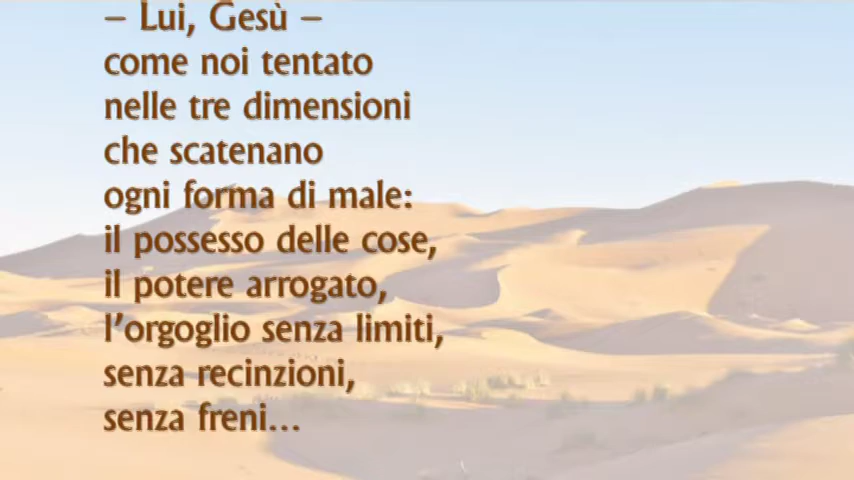 – Lui, Gesù –
come noi tentato
nelle tre dimensioni
che scatenano
ogni forma di male:
il possesso delle cose,
il potere arrogato,
l’orgoglio senza limiti,
senza recinzioni,
senza freni...